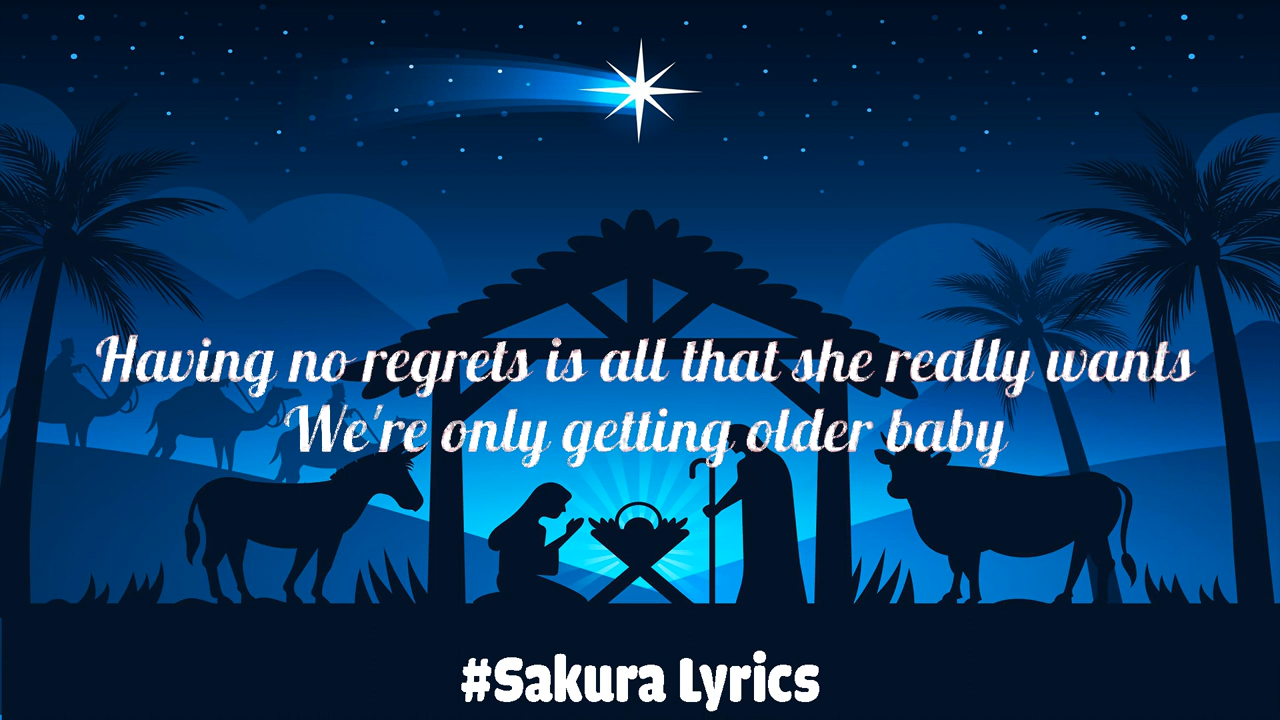 Having no regrets is all that she really wants
We're only getting older baby
#Sakura Lyrics